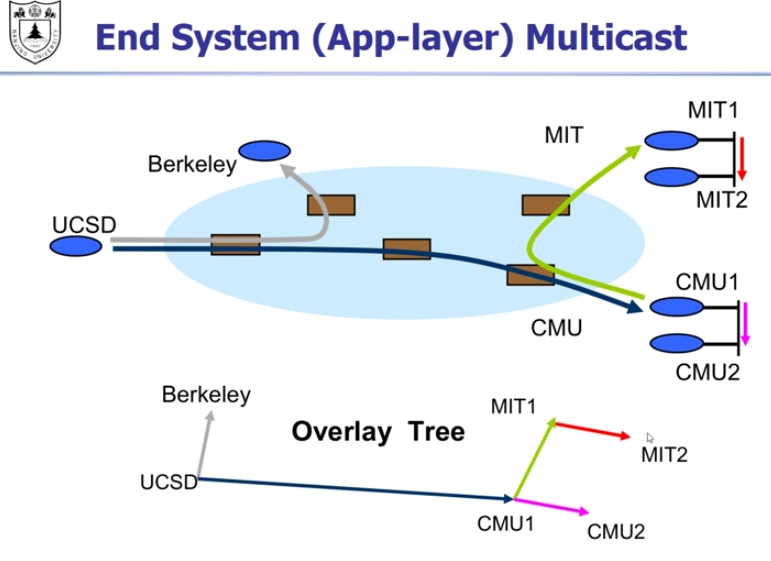 End System (App-layer) Multicast
MIT1
MIT
Berkeley
MIT2
UCSD
CMU1
CMU
CMU2
Berkeley
MIT1
Overlay Tree
MIT2
UCSD
CMU1
CMU2